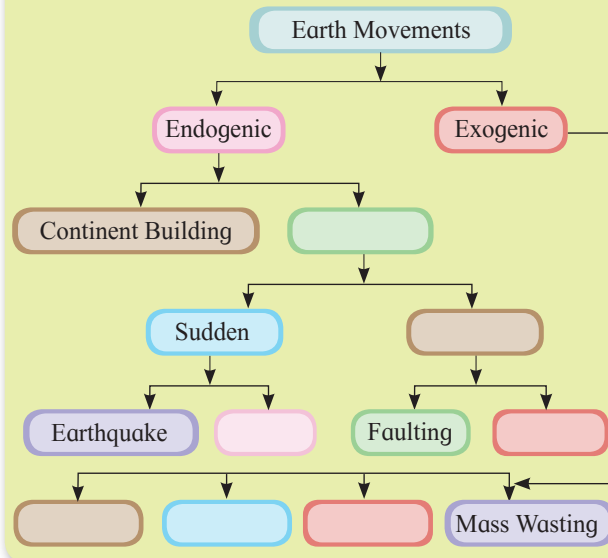 Earth Movements
Endogenic
Exogenic
Continent Building
Sudden
Earthquake
Faulting
Mass Wasting